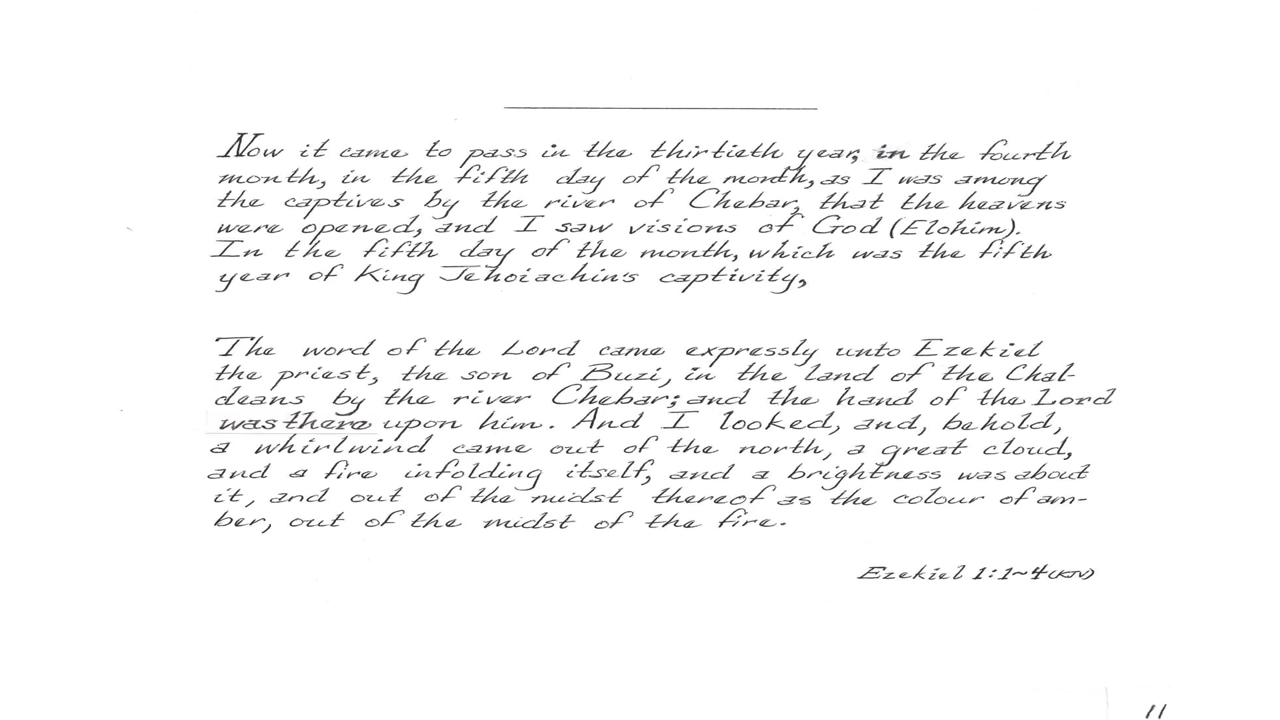 Now it came to pass in the thirtieth year, in the fourth
month, in the fifth day of the month, as I was among
the captives by the river of Chebar, that the heavens
were opened, and I saw visions of God (Elohim).
In the fifth day of the month, which was the fifth
year of King Jehoiachin's captivity,
The word of the Lord came expressly unto Ezekiel
the priest, the son of Buzi, in the land of the Chal-
deans by the river Chebar; and the hand of the Lord
was there upon him. And I looked, and, behold,
a whirlwind came out of the north, a great cloud,
and a fire infolding itself, and a brightness was about
it, and out of the midst thereof as the colour of am-
ber, out of the midst of the fire.
Ezekiel 1:1~4 (KJV)
11